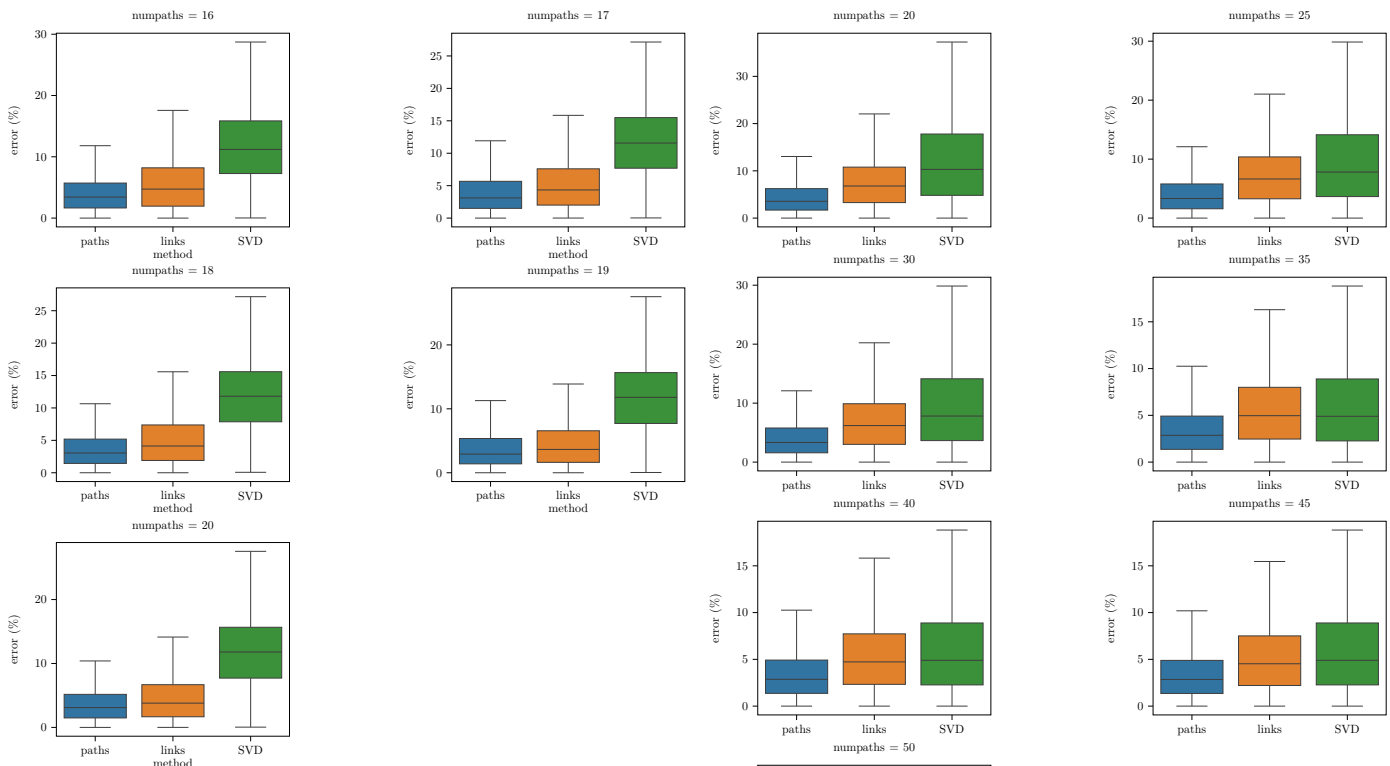 numpaths = 16
30
20
10
0
error (%)
paths links SVD
method
numpaths = 17
25
20
15
10
5
0
error (%)
paths links SVD
method
numpaths = 20
30
20
10
0
error (%)
paths links SVD
numpaths = 25
30
20
10
0
error (%)
paths links SVD
numpaths = 18
25
20
15
10
5
0
error (%)
paths links SVD
method
numpaths = 19
20
10
0
error (%)
paths links SVD
method
numpaths = 30
30
20
10
0
error (%)
paths links SVD
numpaths = 35
15
10
5
0
error (%)
paths links SVD
numpaths = 20
20
10
0
error (%)
paths links SVD
method
numpaths = 40
15
10
5
0
error (%)
paths links SVD
numpaths = 45
15
10
5
0
error (%)
paths links SVD
numpaths = 50